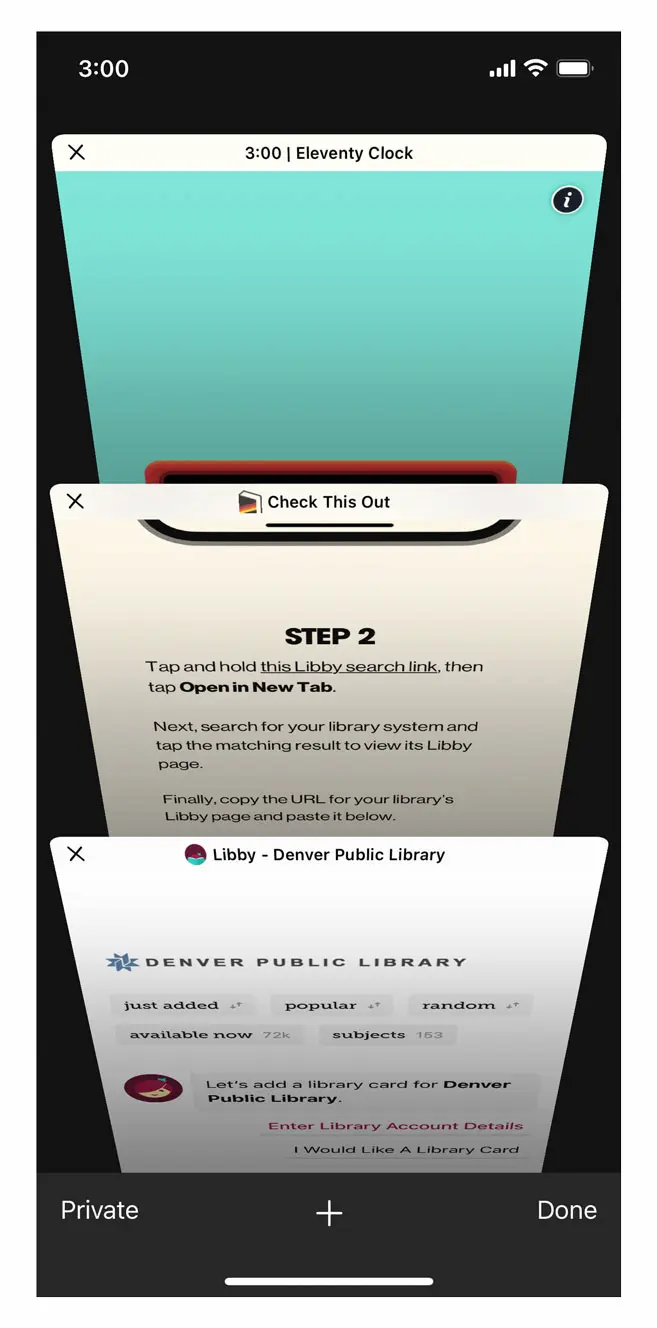 3:00
3:00 | Eleventy Clock
i
Check This Out
STEP 2
Tap and hold this Libby search link, then
tap Open in New Tab.
Next, search for your library system and
tap the matching result to view its Libby
page.
Finally, copy the URL for your library's
Libby page and paste it below.
Libby - Denver Public Library
DENVER PUBLIC LIBRARY
just added popular random
available now 72k subjects 153
Let's add a library card for Denver
Public Library.
Enter Library Account Details
I Would Like A Library Card
Private + Done